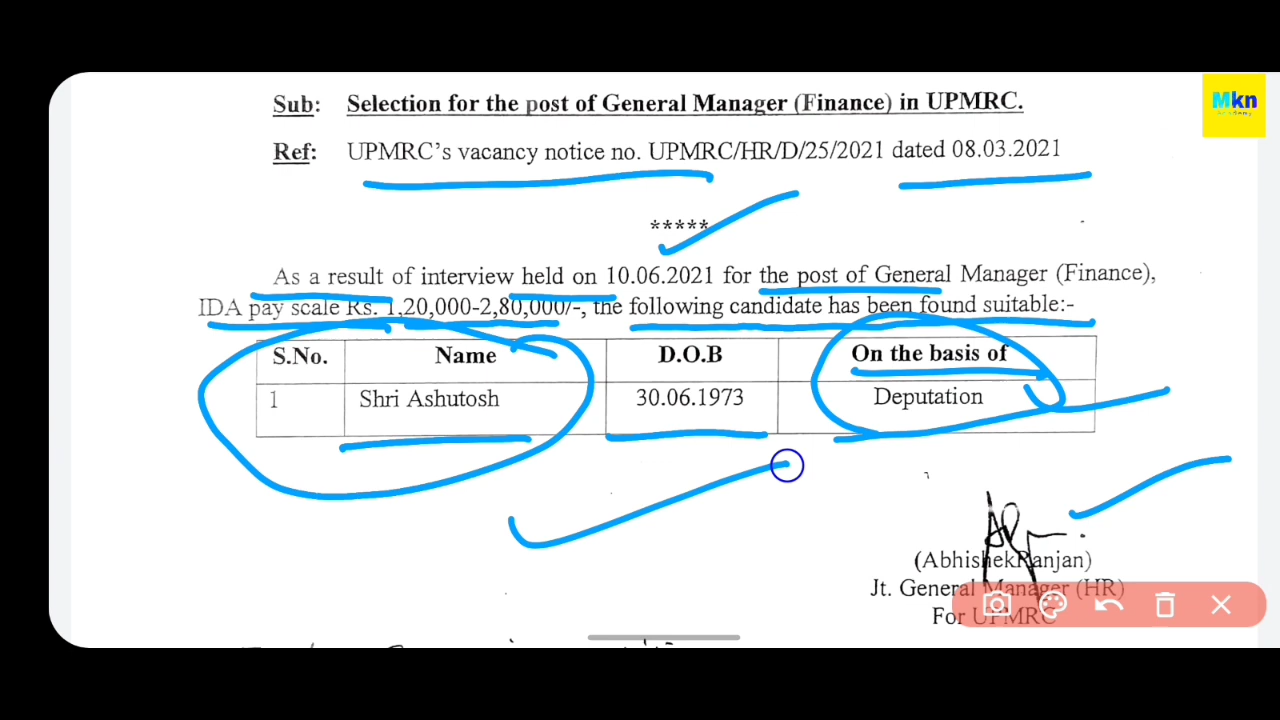 Mkn
Academy
Sub: Selection for the post of General Manager (Finance) in UPMRC.
Ref: UPMRC's vacancy notice no. UPMRC/HR/D/25/2021 dated 08.03.2021
*****
As a result of interview held on 10.06.2021 for the post of General Manager (Finance),
IDA pay scale Rs. 1,20,000-2,80,000/-, the following candidate has been found suitable:-
S.No. Name D.O.B On the basis of
1 Shri Ashutosh 30.06.1973 Deputation
(AbhishekRanjan)
Jt. General Manager (HR)
For UPMRC